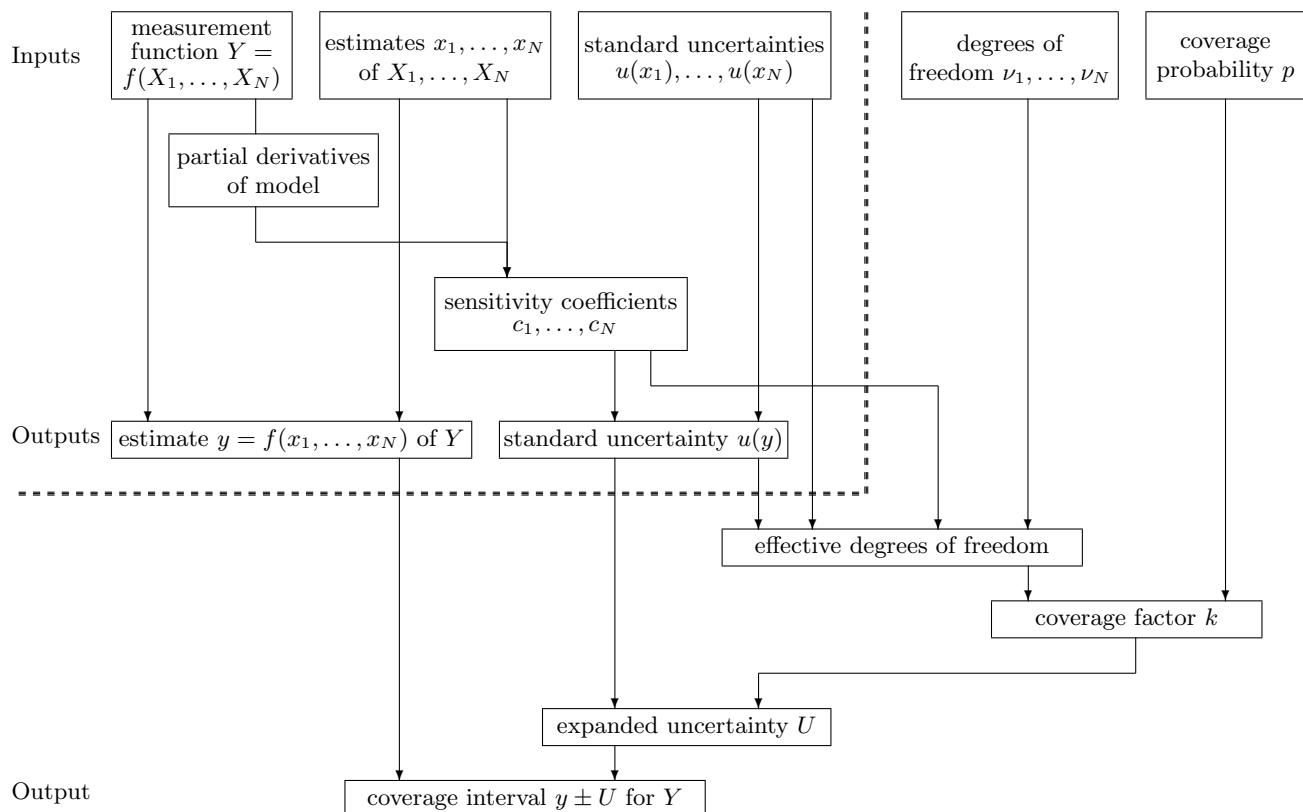 Inputs
measurement
function Y =
f(X₁, . . . , X_N)
estimates x₁, . . . , x_N
of X₁, . . . , X_N
standard uncertainties
u(x₁), . . . , u(x_N)
degrees of
freedom ν₁, . . . , ν_N
coverage
probability p
partial derivatives
of model
sensitivity coefficients
c₁, . . . , c_N
Outputs
estimate y = f(x₁, . . . , x_N) of Y
standard uncertainty u(y)
effective degrees of freedom
coverage factor k
expanded uncertainty U
Output
coverage interval y ± U for Y